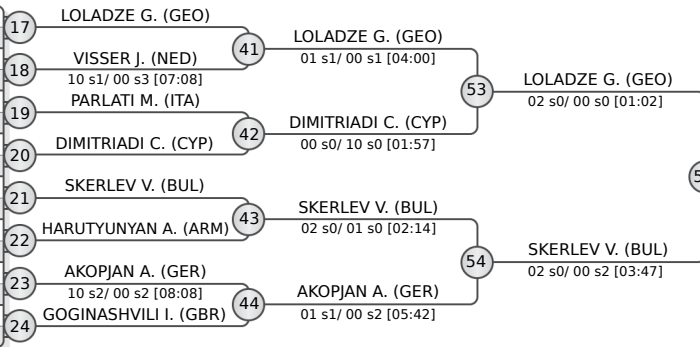 17
LOLADZE G. (GEO)
18
VISSER J. (NED)
10 s1/ 00 s3 [07:08]
19
PARLATI M. (ITA)
20
DIMITRIADI C. (CYP)
21
SKERLEV V. (BUL)
22
HARUTYUNYAN A. (ARM)
23
AKOPJAN A. (GER)
10 s2/ 00 s2 [08:08]
24
GOGINASHVILI I. (GBR)
41
LOLADZE G. (GEO)
01 s1/ 00 s1 [04:00]
42
DIMITRIADI C. (CYP)
00 s0/ 10 s0 [01:57]
43
SKERLEV V. (BUL)
02 s0/ 01 s0 [02:14]
44
AKOPJAN A. (GER)
01 s1/ 00 s2 [05:42]
53
LOLADZE G. (GEO)
02 s0/ 00 s0 [01:02]
54
SKERLEV V. (BUL)
02 s0/ 00 s2 [03:47]